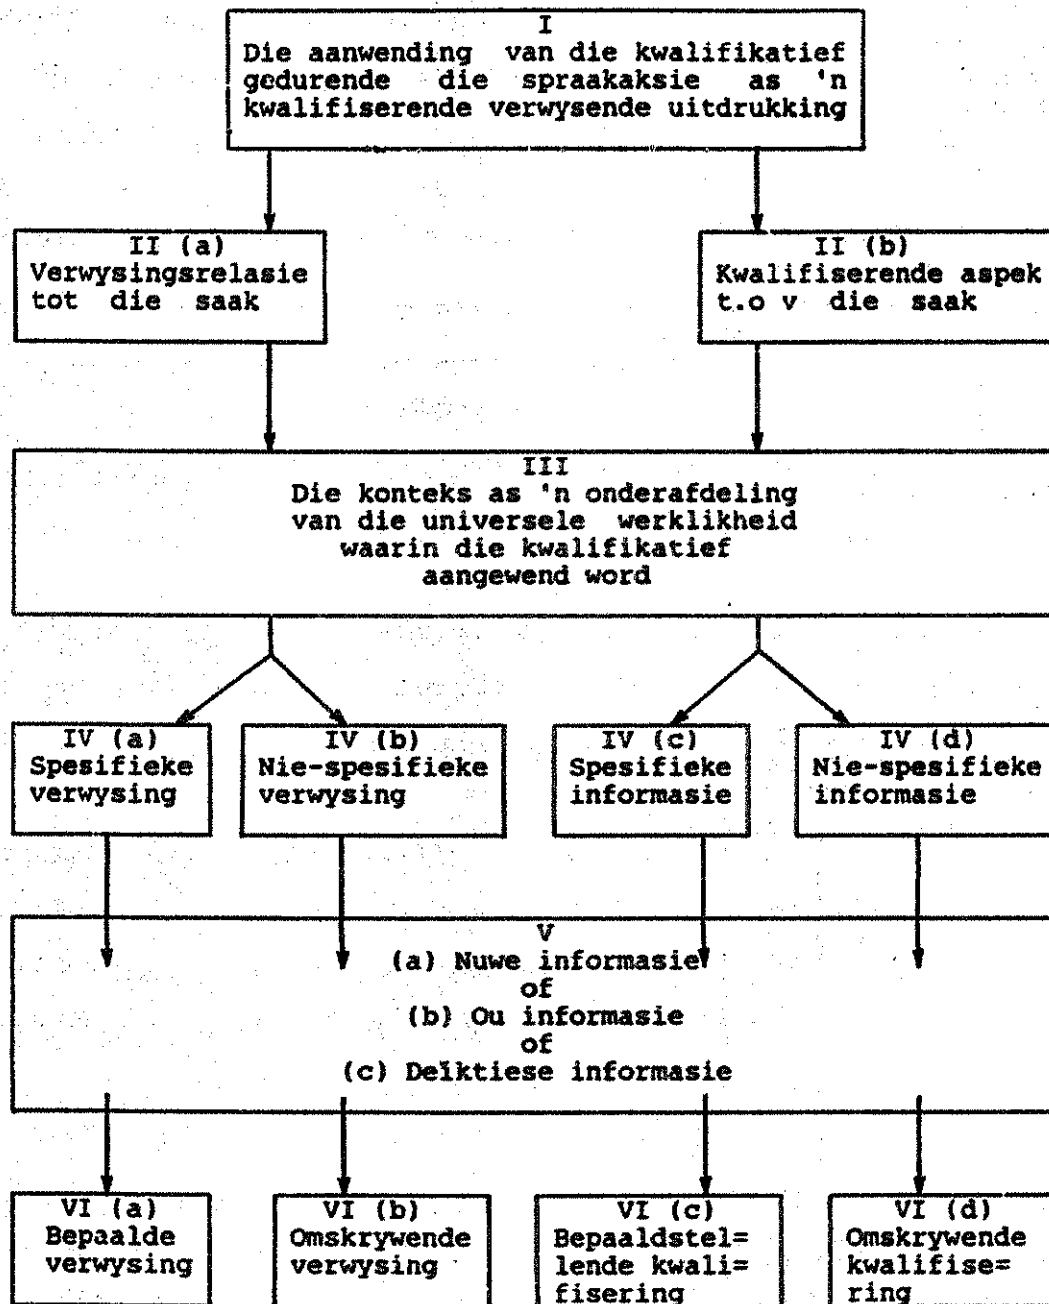 I
Die aanwending van die kwalifikatief
gedurende die spraakaksie as 'n
kwalifiserende verwysende uitdrukking
II (a)
Verwysingsrelasie
tot die saak
II (b)
Kwalifiserende aspek
t.o v die saak
III
Die konteks as 'n onderafdeling
van die universele werklikheid
waarin die kwalifikatief
aangewend word
IV (a)
Spesifieke
verwysing
IV (b)
Nie-spesifieke
verwysing
IV (c)
Spesifieke
informasie
IV (d)
Nie-spesifieke
informasie
V
(a) Nuwe informasie
of
(b) Ou informasie
of
(c) Deïktiese informasie
VI (a)
Bepaalde
verwysing
VI (b)
Omskrywende
verwysing
VI (c)
Bepaaldstel=
lende kwali=
fisering
VI (d)
Omskrywende
kwalifise=
ring